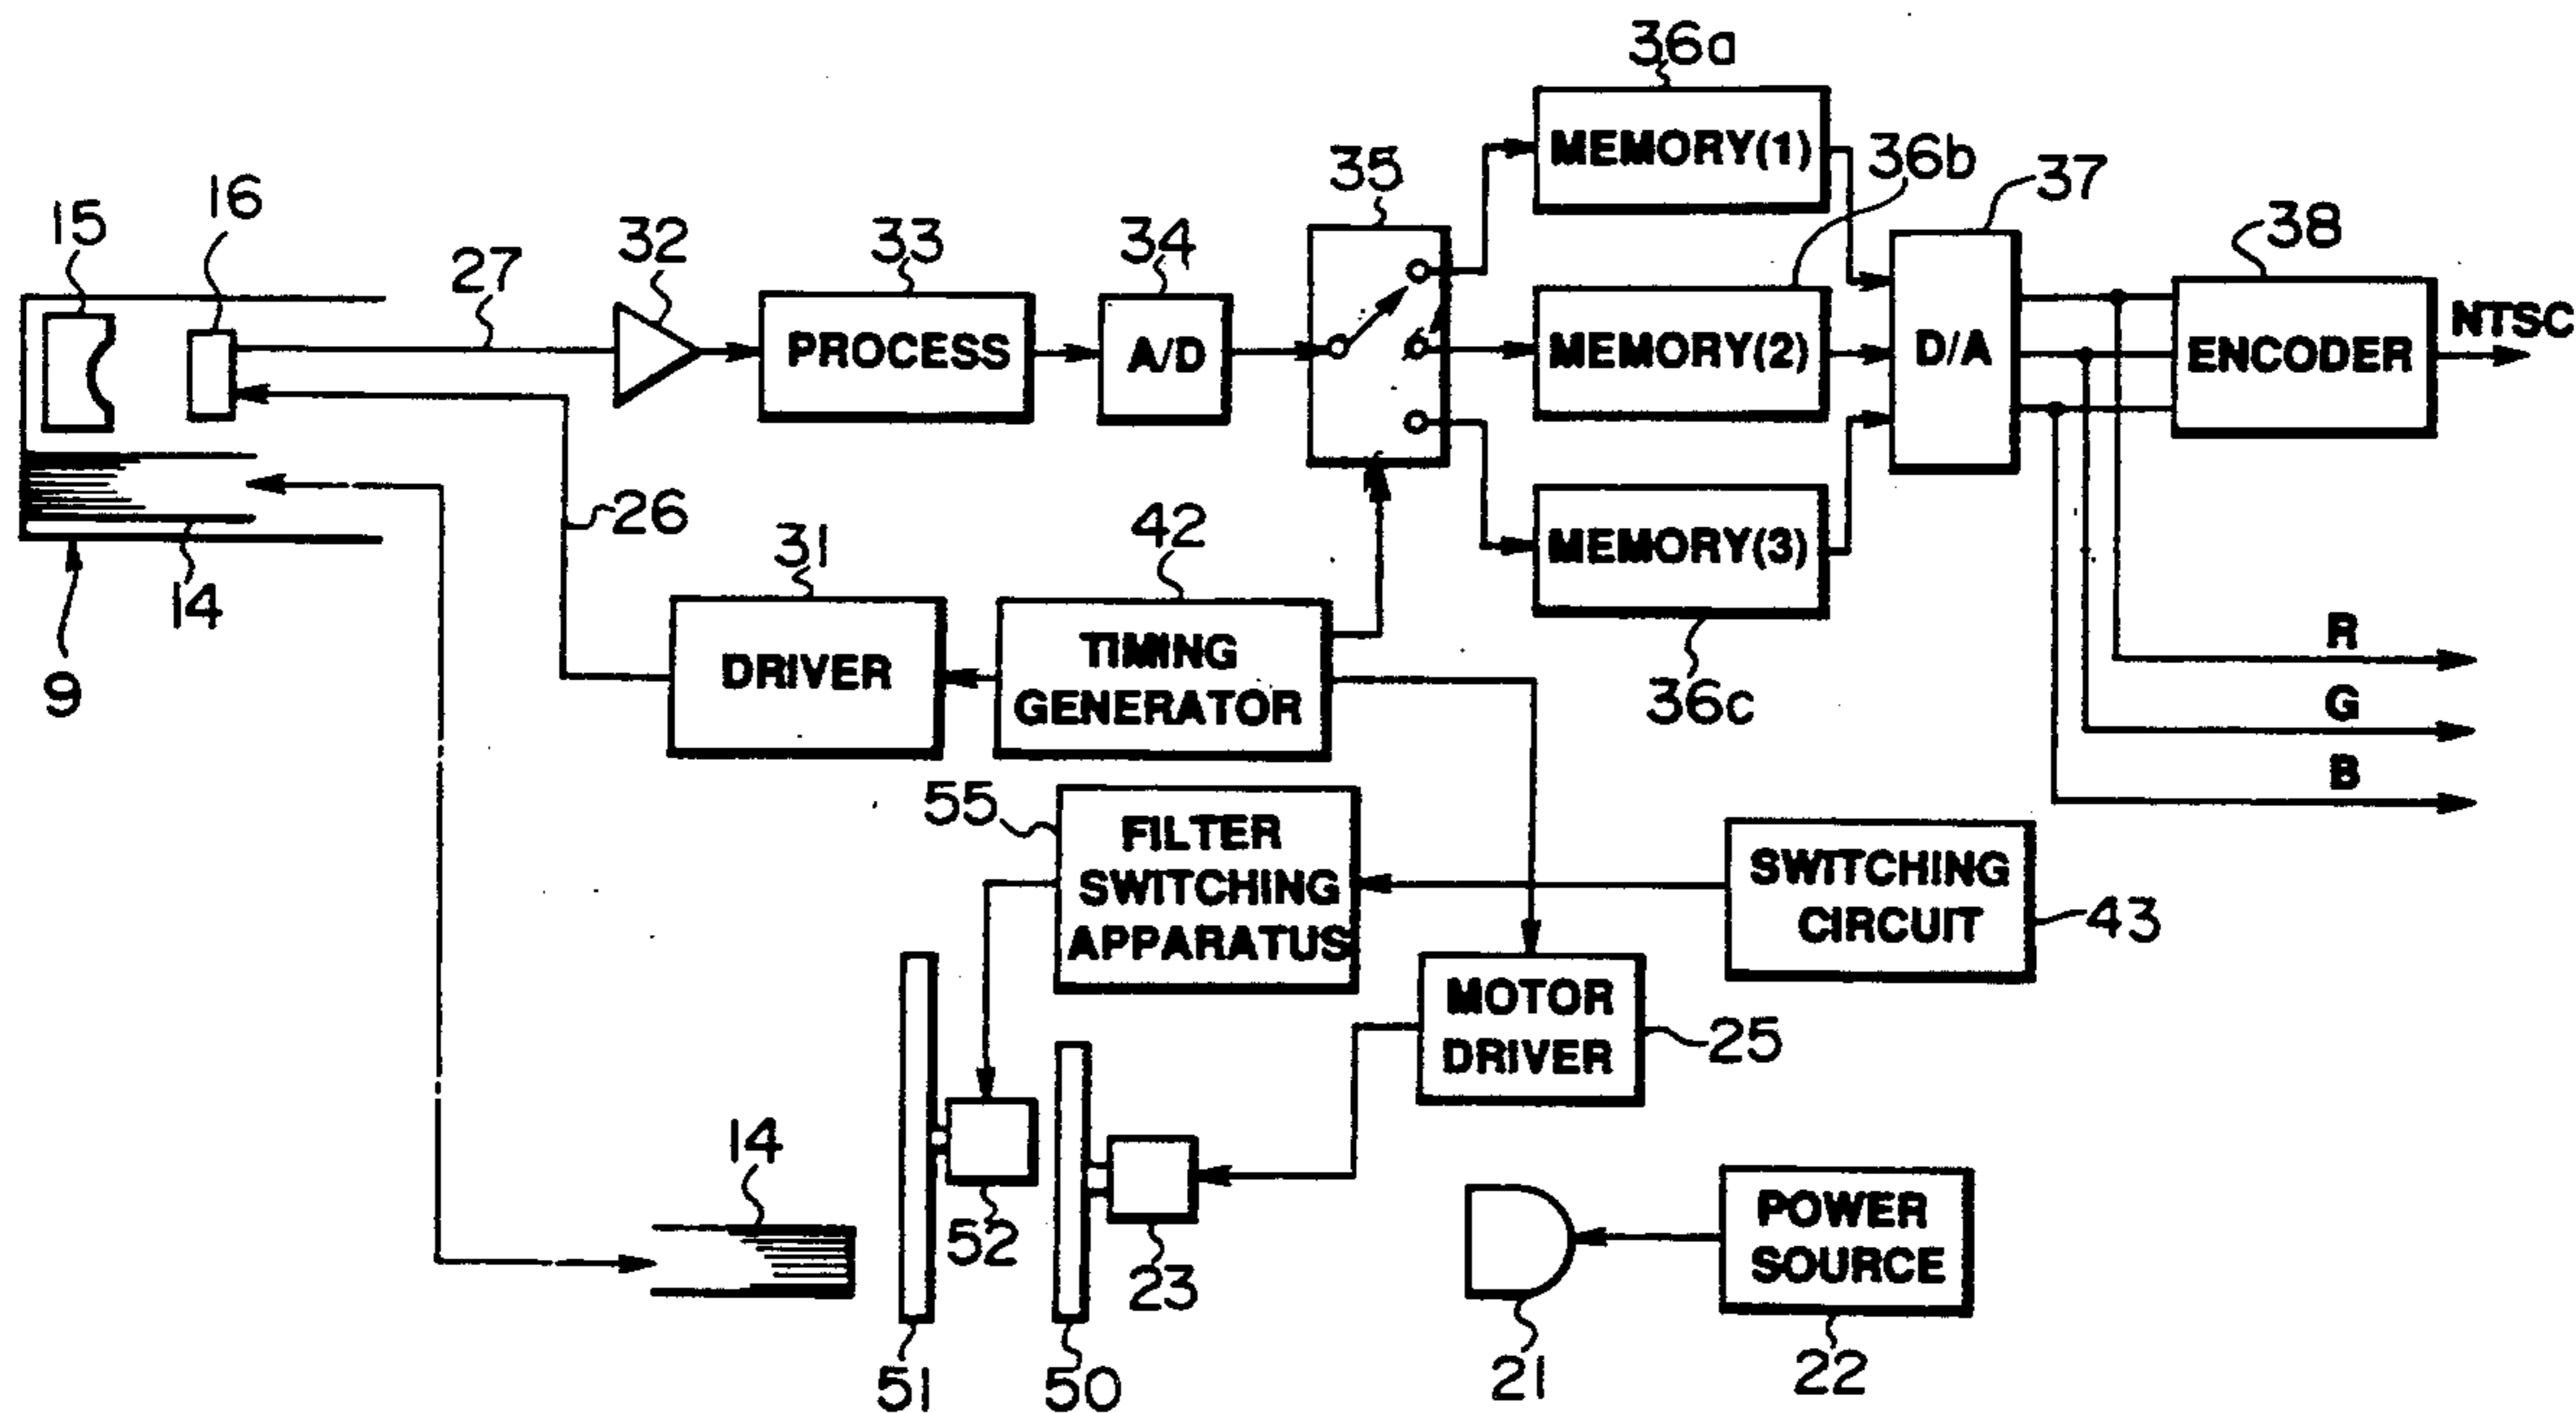 36a
MEMORY(1)
36b
37
35
38
15
16
27
32
33
34
PROCESS
A/D
MEMORY(2)
D/A
ENCODER
NTSC
26
31
42
MEMORY(3)
14
9
DRIVER
TIMING
GENERATOR
36c
R
G
B
55
FILTER
SWITCHING
APPARATUS
SWITCHING
CIRCUIT
43
MOTOR
DRIVER
25
14
52
23
POWER
SOURCE
51
50
21
22